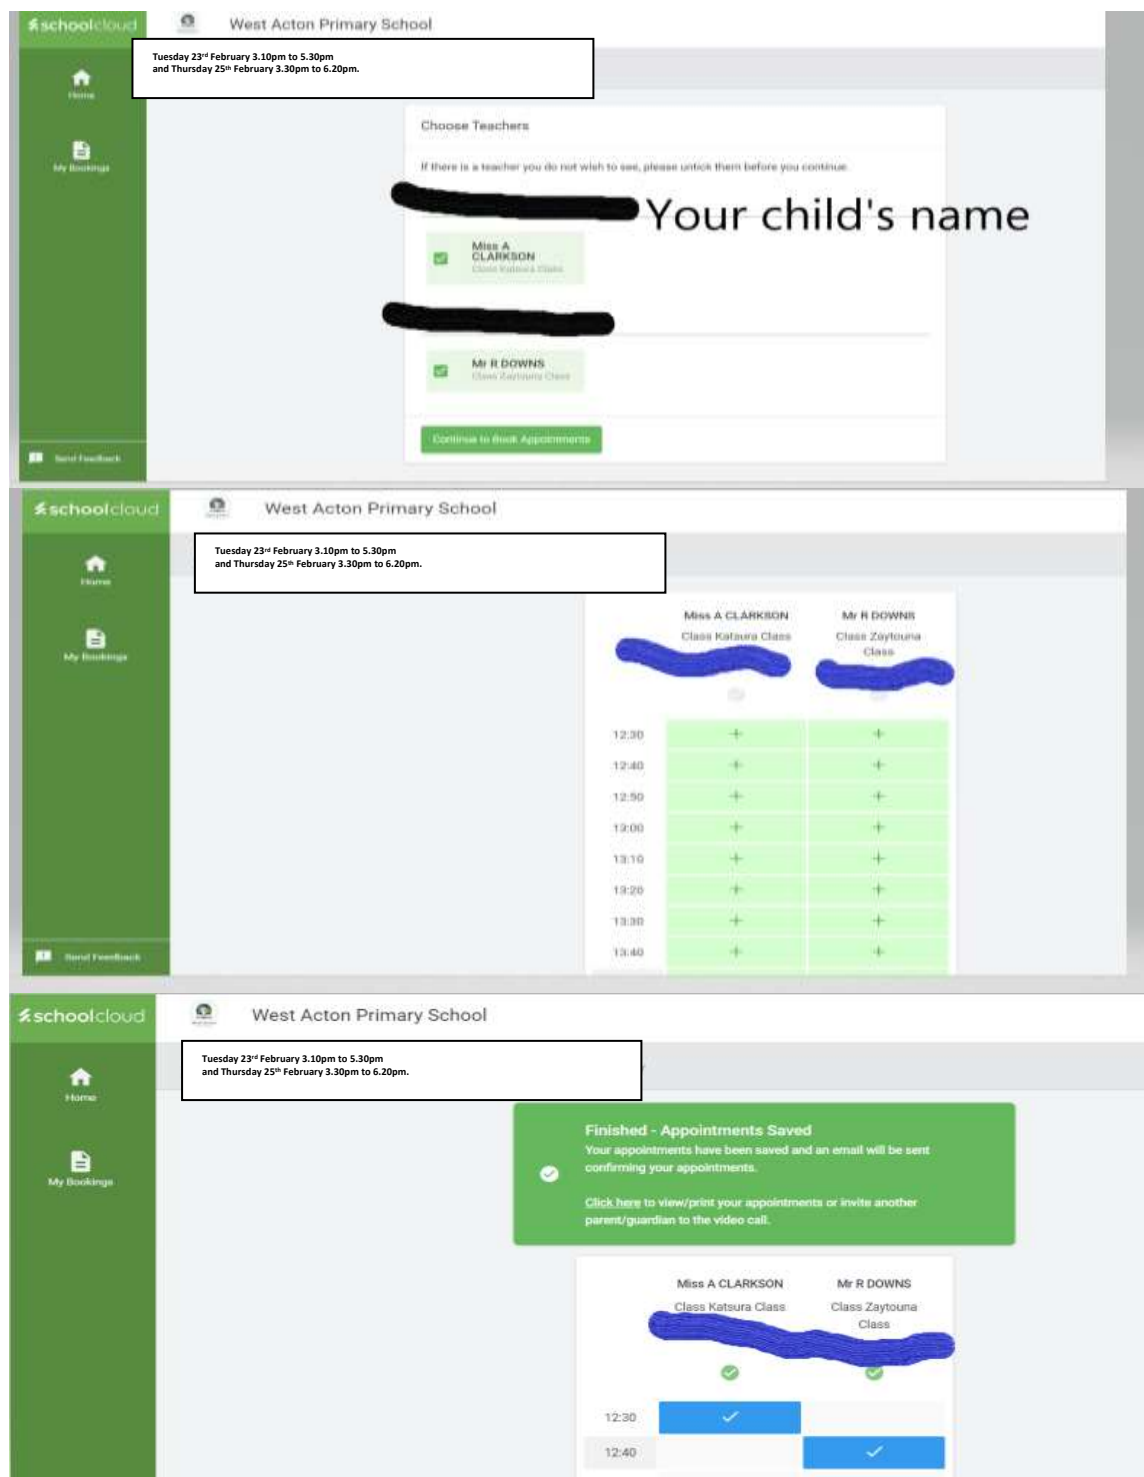 schoolcloud
West Acton Primary School
Tuesday 23rd February 3.10pm to 5.30pm
and Thursday 25th February 3.30pm to 6.20pm.
Home
My Bookings
Choose Teachers
If there is a teacher you do not wish to see, please untick them before you continue.
Your child's name
Miss A
CLARKSON
Class Katsura Class
Mr R DOWNS
Class Zaytouna Class
Continue to Book Appointments
Send Feedback
schoolcloud
West Acton Primary School
Tuesday 23rd February 3.10pm to 5.30pm
and Thursday 25th February 3.30pm to 6.20pm.
Home
My Bookings
Miss A CLARKSON
Class Katsura Class
Mr R DOWNS
Class Zaytouna
Class
12:30
12:40
12:50
13:00
13:10
13:20
13:30
13:40
Send Feedback
schoolcloud
West Acton Primary School
Tuesday 23rd February 3.10pm to 5.30pm
and Thursday 25th February 3.30pm to 6.20pm.
Home
My Bookings
Finished - Appointments Saved
Your appointments have been saved and an email will be sent
confirming your appointments.
Click here to view/print your appointments or invite another
parent/guardian to the video call.
Miss A CLARKSON
Class Katsura Class
Mr R DOWNS
Class Zaytouna
Class
12:30
12:40